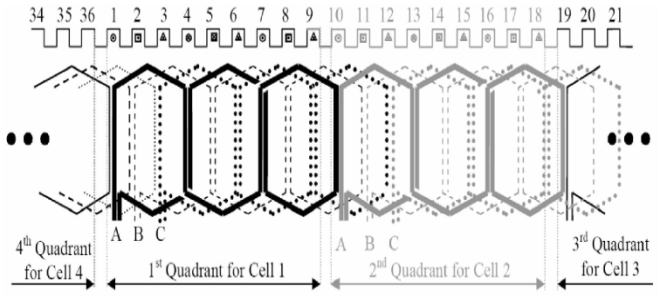 34 35 36 1 2 3 4 5 6 7 8 9 10 11 12 13 14 15 16 17 18 19 20 21
A B C
A B C
4th Quadrant for Cell 4
1st Quadrant for Cell 1
2nd Quadrant for Cell 2
3rd Quadrant for Cell 3